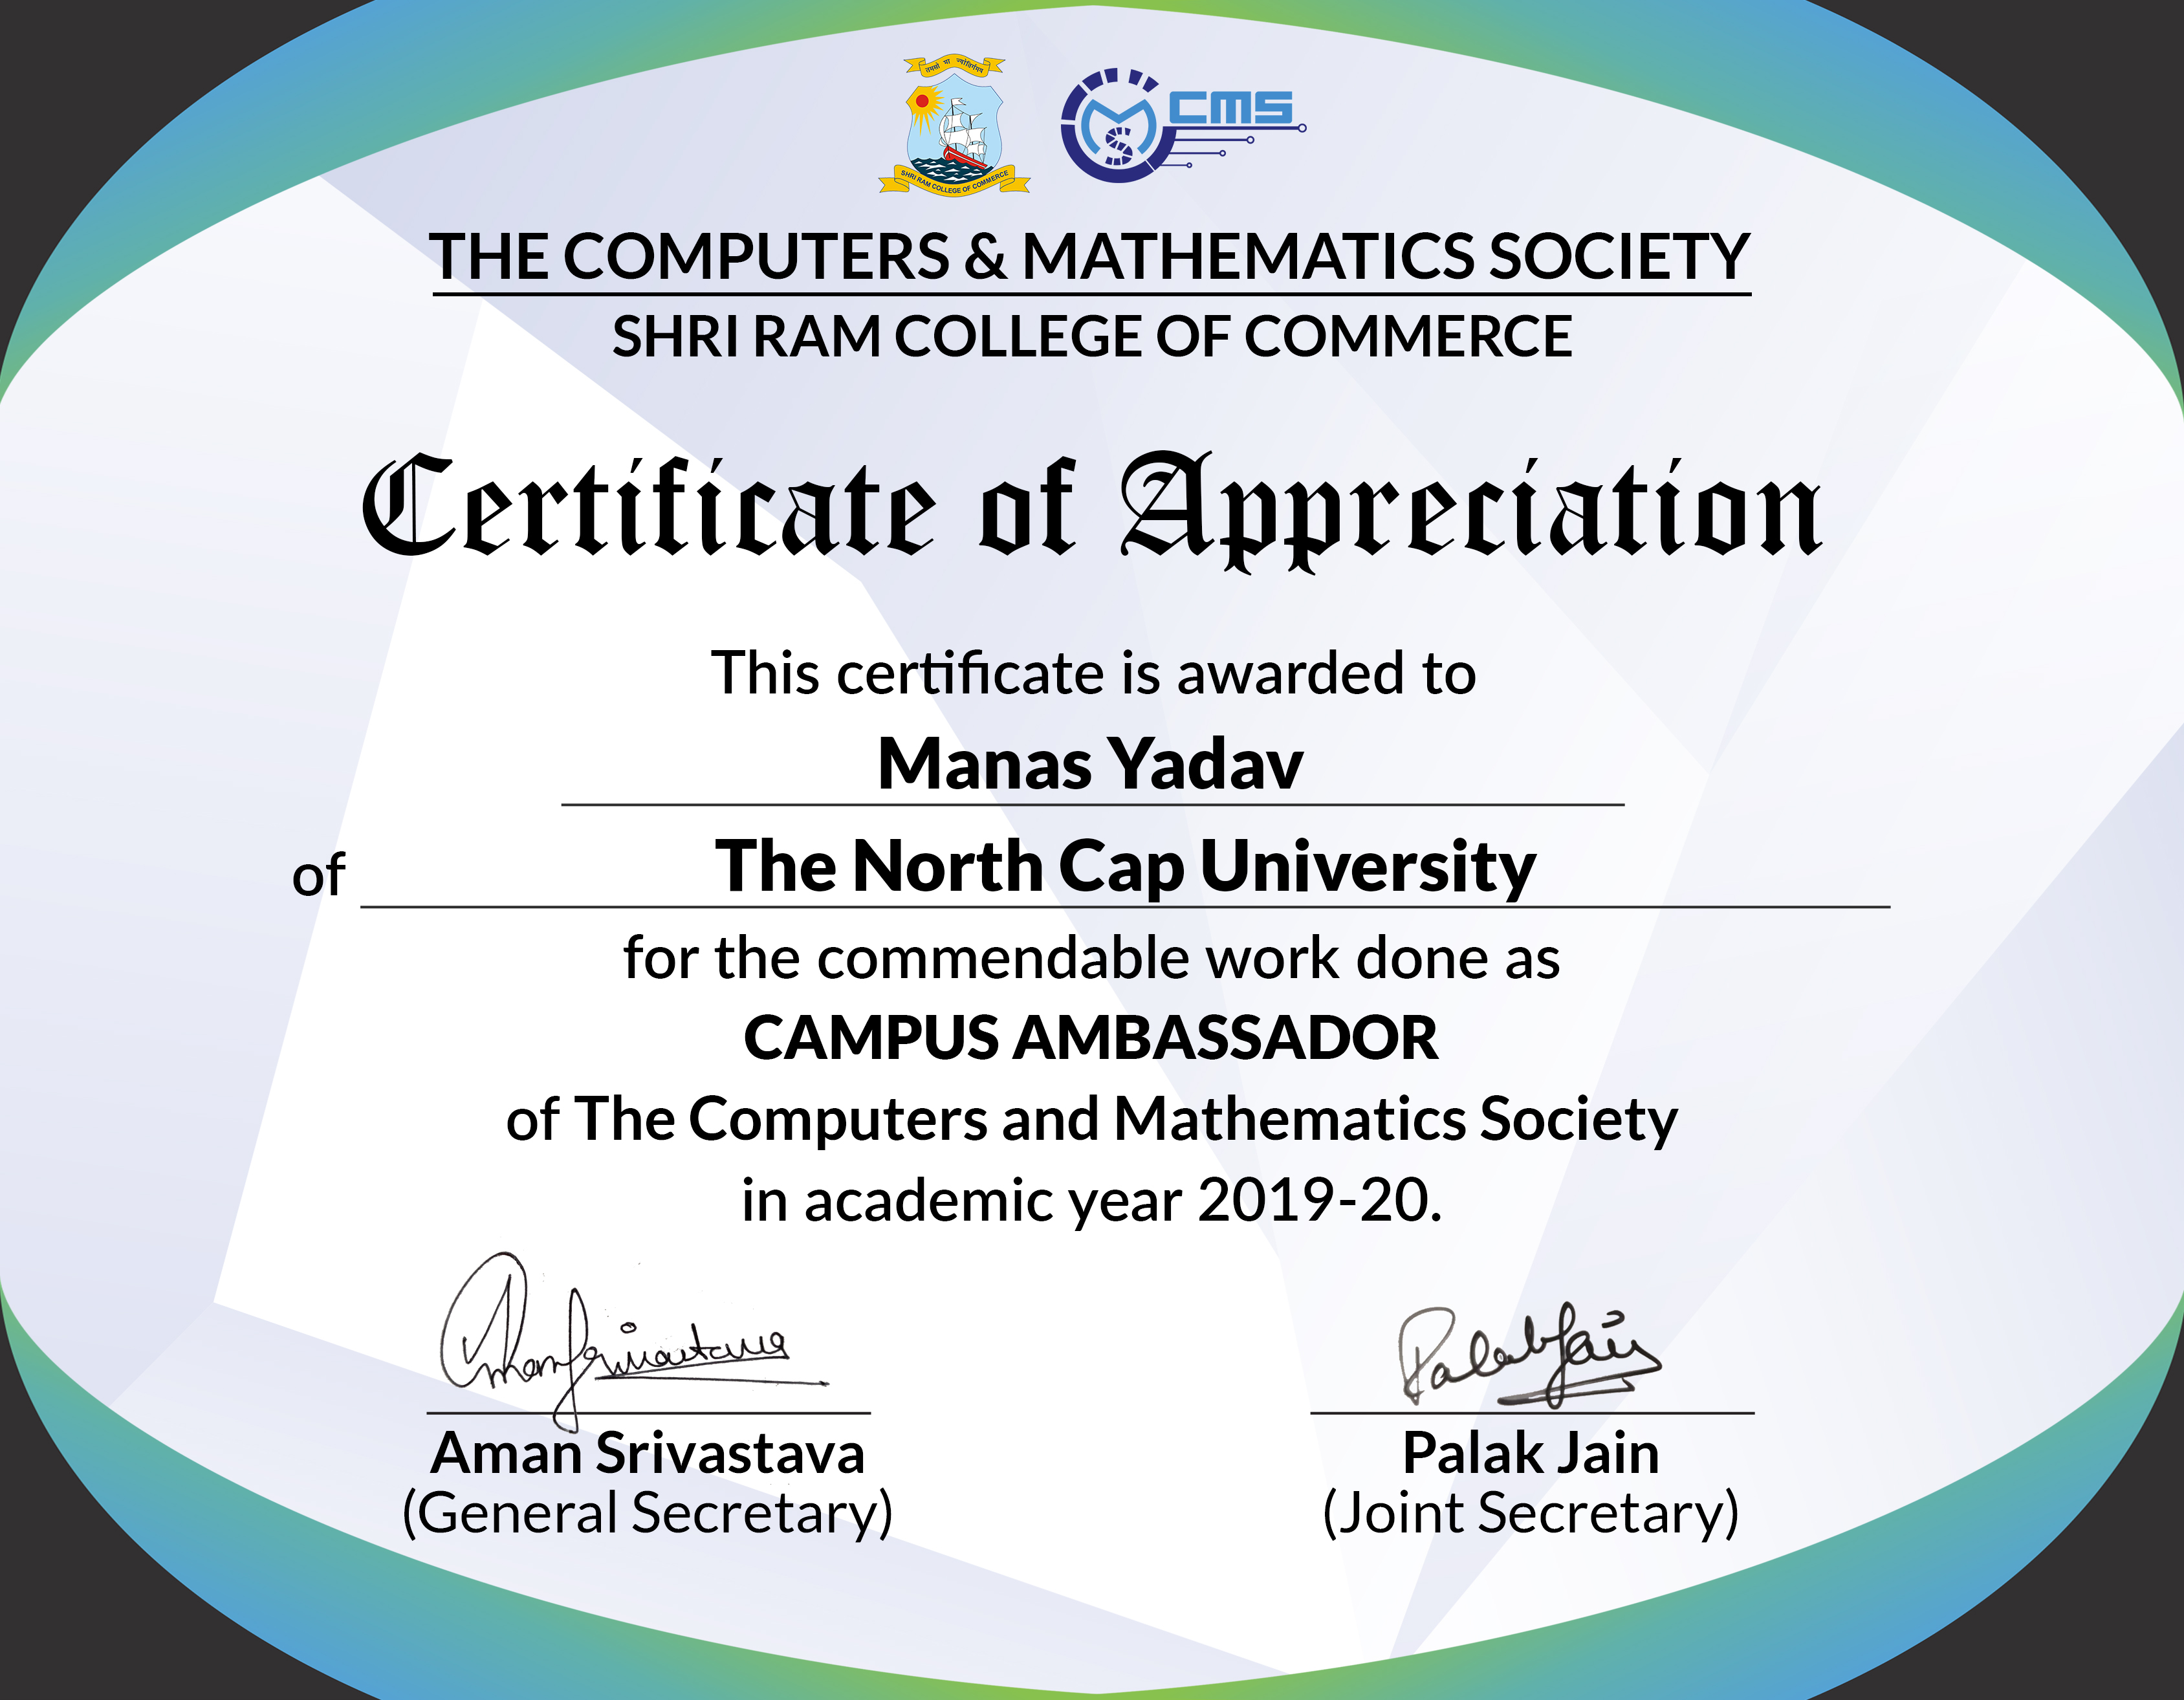 तमसो मा ज्योतिर्गमय
SHRI RAM COLLEGE OF COMMERCE
CMS
THE COMPUTERS & MATHEMATICS SOCIETY
SHRI RAM COLLEGE OF COMMERCE
Certificate of Appreciation
This certificate is awarded to
Manas Yadav
of The North Cap University
for the commendable work done as
CAMPUS AMBASSADOR
of The Computers and Mathematics Society
in academic year 2019-20.
Palak Jain
Aman Srivastava
Palak Jain
(General Secretary)
(Joint Secretary)